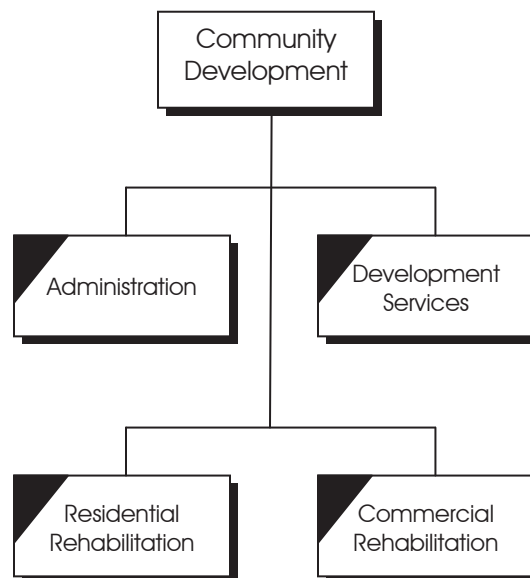 Community
Development
Administration
Development
Services
Residential
Rehabilitation
Commercial
Rehabilitation